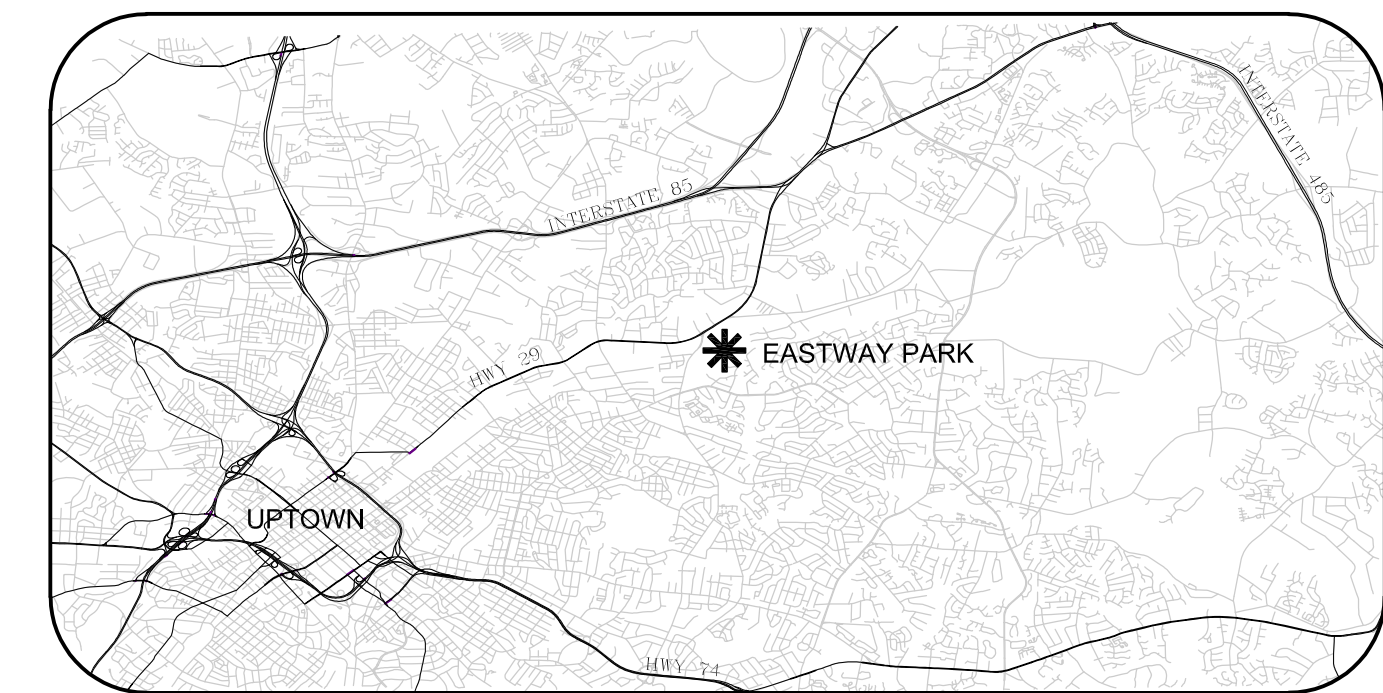 INTERSTATE 485
INTERSTATE 85
EASTWAY PARK
HWY 29
UPTOWN
HWY 74